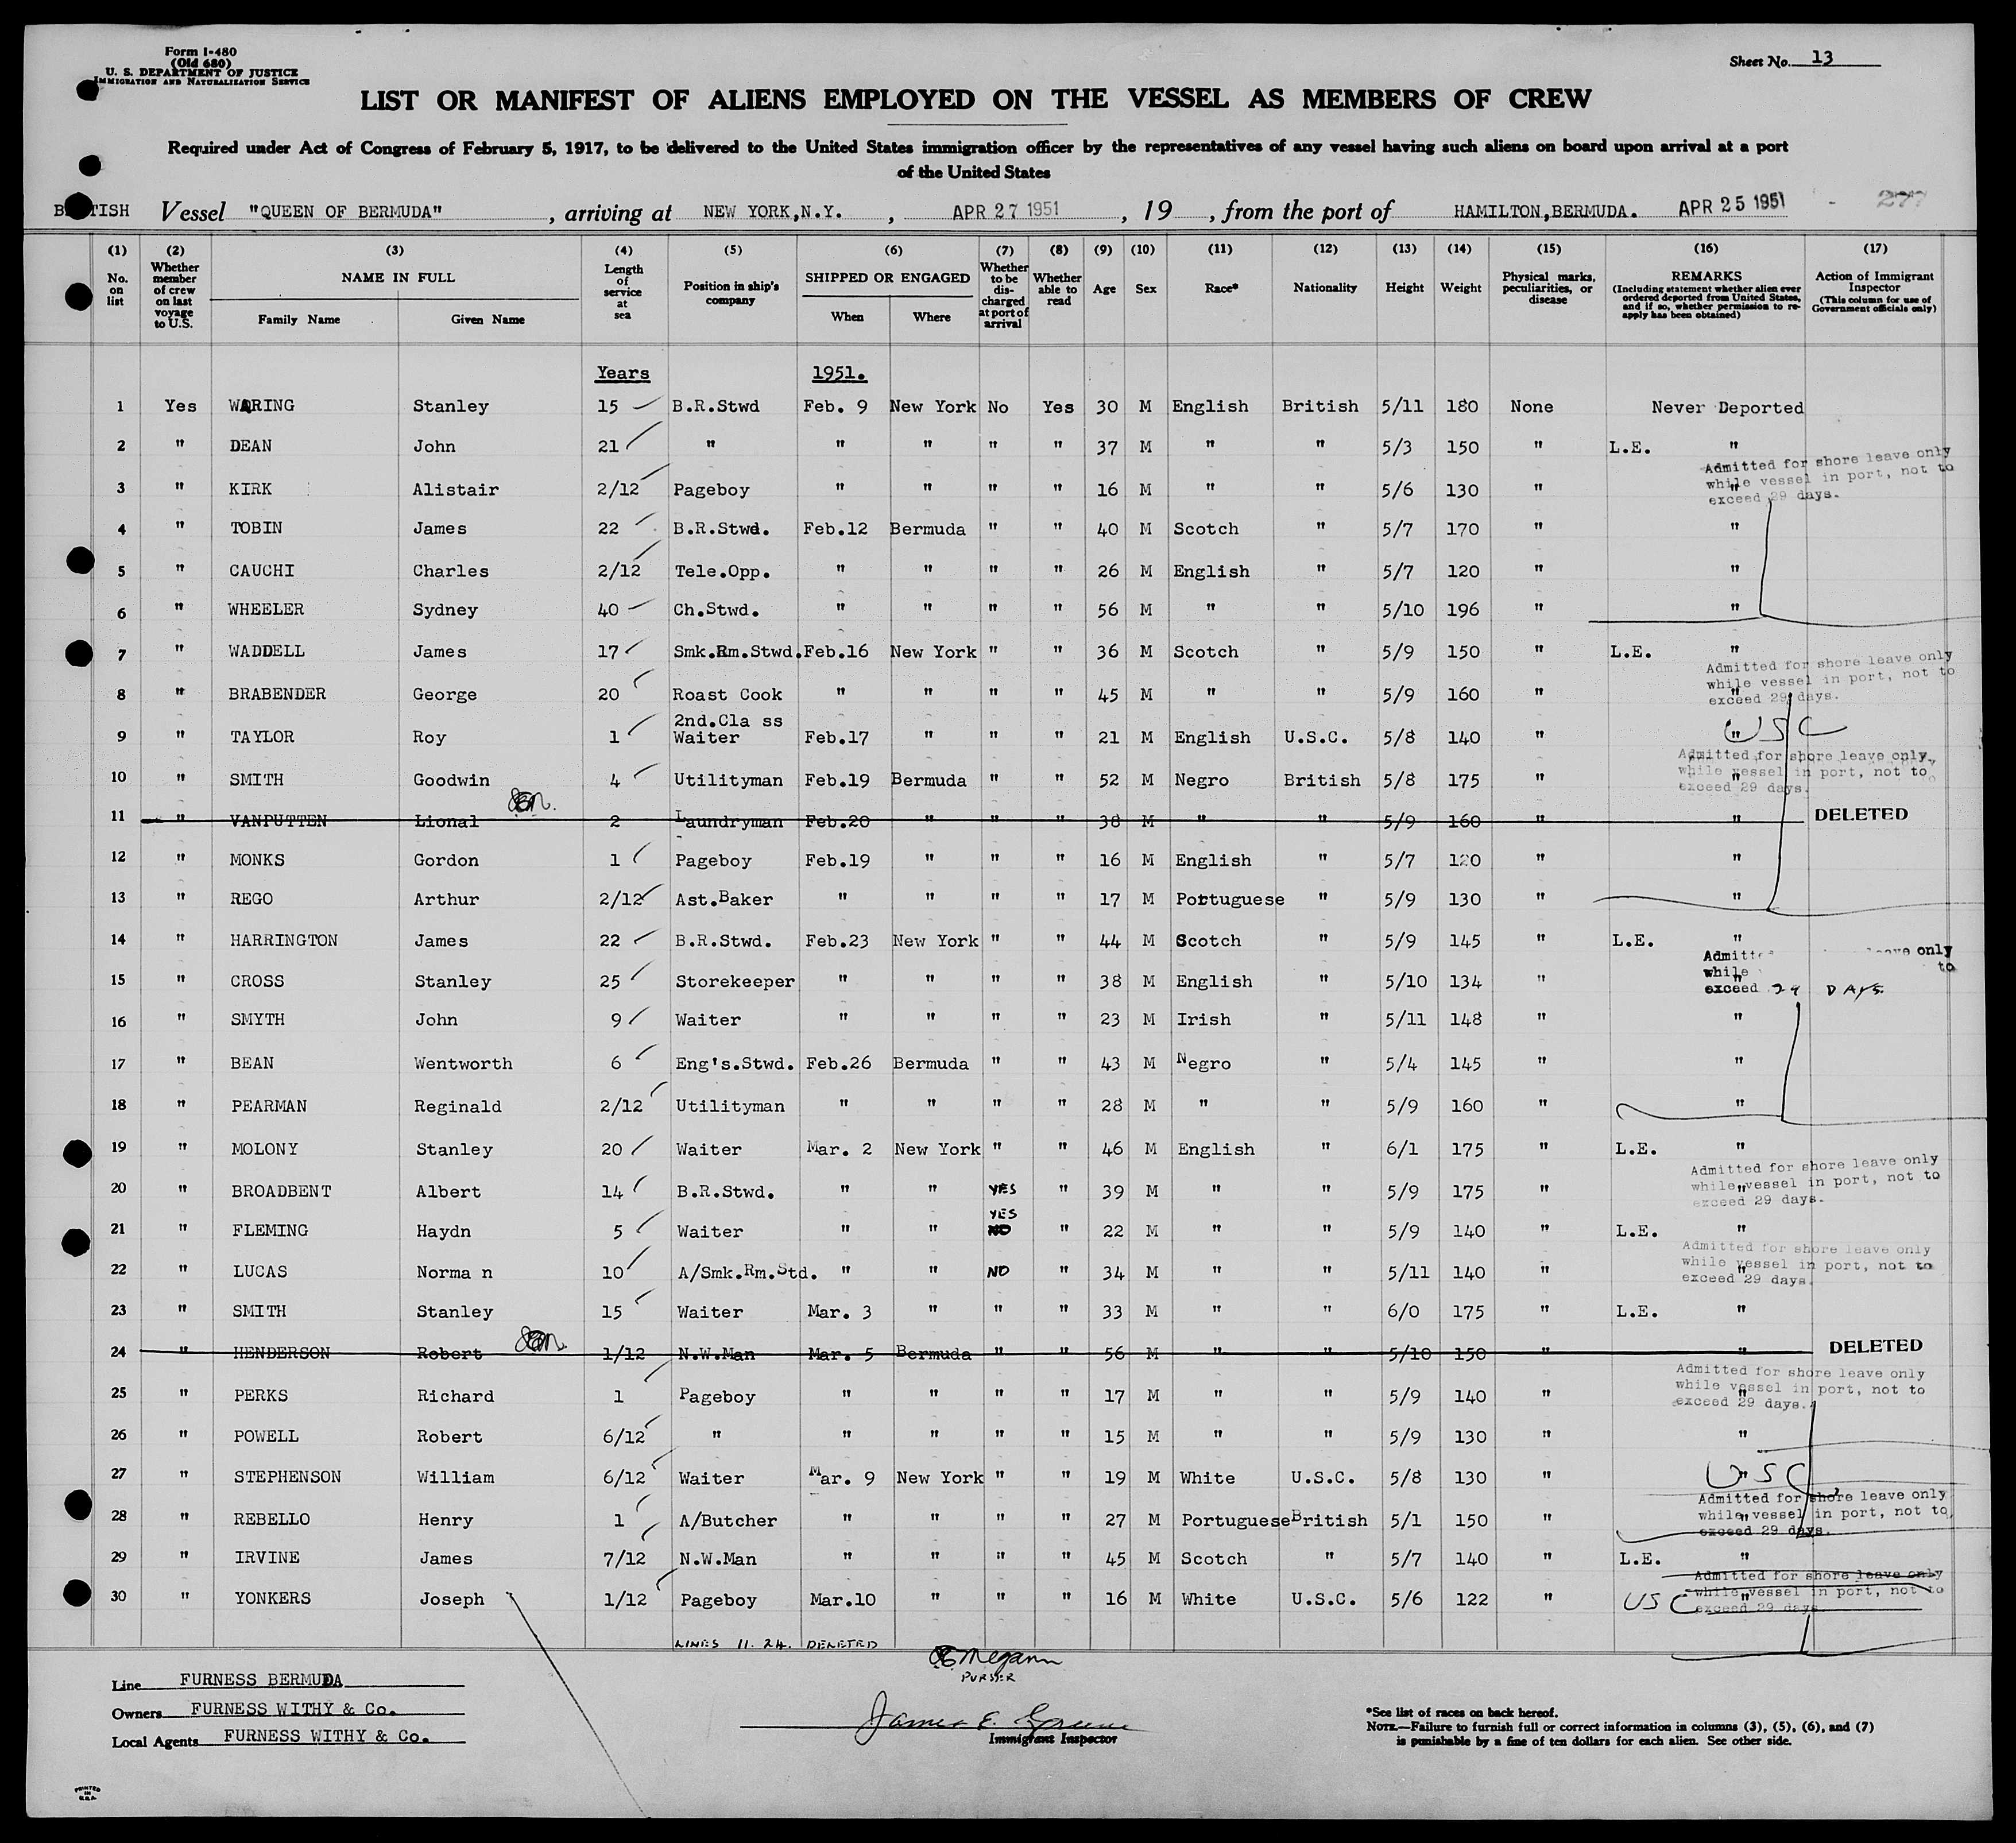 Form I-480
(Old 680)
U. S. DEPARTMENT OF JUSTICE
IMMIGRATION AND NATURALIZATION SERVICE
Sheet No. 13
LIST OR MANIFEST OF ALIENS EMPLOYED ON THE VESSEL AS MEMBERS OF CREW
Required under Act of Congress of February 5, 1917, to be delivered to the United States immigration officer by the representatives of any vessel having such aliens on board upon arrival at a port
of the United States
Vessel "QUEEN OF BERMUDA" , arriving at NEW YORK,N.Y. , APR 27 1951 , 19 , from the port of HAMILTON,BERMUDA. APR 25 1951 - 277
(1) (2) (3) (4) (5) (6) (7) (8) (9) (10) (11) (12) (13) (14) (15) (16) (17)
No. on list
Whether member of crew on last voyage to U.S.
NAME IN FULL
Family Name Given Name
Length of service at sea
Position in ship's company
SHIPPED OR ENGAGED
When Where
Whether to be discharged at port of arrival
Whether able to read
Age Sex Race* Nationality Height Weight
Physical marks, peculiarities, or disease
REMARKS
(Including statement whether alien ever ordered deported from United States, and if so, whether permission to re-apply has been obtained)
Action of Immigrant Inspector
(This column for use of Government officials only)
Years 1951.
1 Yes WARING Stanley 15 B.R.Stwd Feb. 9 New York No Yes 30 M English British 5/11 180 None Never Deported
2 " DEAN John 21 " " " " " 37 M " " 5/3 150 " L.E. "
Admitted for shore leave only
while vessel in port, not to
exceed 29 days.
3 " KIRK Alistair 2/12 Pageboy " " " " 16 M " " 5/6 130 " "
4 " TOBIN James 22 B.R.Stwd. Feb.12 Bermuda " " 40 M Scotch " 5/7 170 " "
5 " CAUCHI Charles 2/12 Tele.Opp. " " " " 26 M English " 5/7 120 " "
6 " WHEELER Sydney 40 Ch.Stwd. " " " " 56 M " " 5/10 196 " "
7 " WADDELL James 17 Smk.Rm.Stwd. Feb.16 New York " " 36 M Scotch " 5/9 150 " L.E. "
Admitted for shore leave only
while vessel in port, not to
exceed 29 days.
8 " BRABENDER George 20 Roast Cook " " " " 45 M " " 5/9 160 " "
9 " TAYLOR Roy 1 2nd.Cla ss Waiter Feb.17 " " " 21 M English U.S.C. 5/8 140 " " USC
Admitted for shore leave only
while vessel in port, not to
exceed 29 days.
10 " SMITH Goodwin 4 Utilityman Feb.19 Bermuda " " 52 M Negro British 5/8 175 " "
11 " VANPUTTEN Lional 2 Laundryman Feb.20 " " " 38 M " " 5/9 160 " " DELETED
12 " MONKS Gordon 1 Pageboy Feb.19 " " " 16 M English " 5/7 120 " "
13 " REGO Arthur 2/12 Ast.Baker " " " " 17 M Portuguese " 5/9 130 " "
14 " HARRINGTON James 22 B.R.Stwd. Feb.23 New York " " 44 M Scotch " 5/9 145 " L.E. "
leave only
while to
exceed 29 DAYS.
15 " CROSS Stanley 25 Storekeeper " " " " 38 M English " 5/10 134 " "
16 " SMYTH John 9 Waiter " " " " 23 M Irish " 5/11 148 " "
17 " BEAN Wentworth 6 Eng's.Stwd. Feb.26 Bermuda " " 43 M Negro " 5/4 145 " "
18 " PEARMAN Reginald 2/12 Utilityman " " " " 28 M " " 5/9 160 " "
19 " MOLONY Stanley 20 Waiter Mar. 2 New York " " 46 M English " 6/1 175 " L.E. "
Admitted for shore leave only
while vessel in port, not to
exceed 29 days.
20 " BROADBENT Albert 14 B.R.Stwd. " " YES " 39 M " " 5/9 175 " "
21 " FLEMING Haydn 5 Waiter " " YES NO " 22 M " " 5/9 140 " L.E. "
Admitted for shore leave only
while vessel in port, not to
exceed 29 days.
22 " LUCAS Norma n 10 A/Smk.Rm.Std. " " NO " 34 M " " 5/11 140 " "
23 " SMITH Stanley 15 Waiter Mar. 3 " " " 33 M " " 6/0 175 " L.E. "
24 " HENDERSON Robert 1/12 N.W.Man Mar. 5 Bermuda " " 56 M " " 5/10 150 " " DELETED
Admitted for shore leave only
while vessel in port, not to
exceed 29 days.
25 " PERKS Richard 1 Pageboy " " " " 17 M " " 5/9 140 " "
26 " POWELL Robert 6/12 " " " " " 15 M " " 5/9 130 " "
27 " STEPHENSON William 6/12 Waiter Mar. 9 New York " " 19 M White U.S.C. 5/8 130 " " USC
Admitted for shore leave only
while vessel in port, not to
exceed 29 days.
28 " REBELLO Henry 1 A/Butcher " " " " 27 M Portuguese British 5/1 150 " "
29 " IRVINE James 7/12 N.W.Man " " " " 45 M Scotch " 5/7 140 " L.E. "
Admitted for shore leave only
while vessel in port, not to
exceed 29 days.
30 " YONKERS Joseph 1/12 Pageboy Mar.10 " " " 16 M White U.S.C. 5/6 122 " USC "
LINES 11. 24. DELETED
Megann
PURSER
Line FURNESS BERMUDA
Owners FURNESS WITHY & Co.
Local Agents FURNESS WITHY & Co.
James E.
Immigrant Inspector
*See list of races on back hereof.
NOTE.—Failure to furnish full or correct information in columns (3), (5), (6), and (7)
is punishable by a fine of ten dollars for each alien. See other side.
PRINTED
IN
U.S.A.